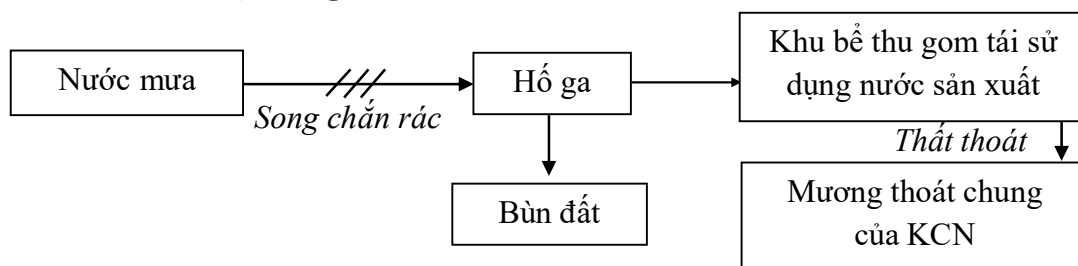 Nước mưa
Song chắn rác
Hố ga
Bùn đất
Khu bể thu gom tái sử
dụng nước sản xuất
Thất thoát
Mương thoát chung
của KCN